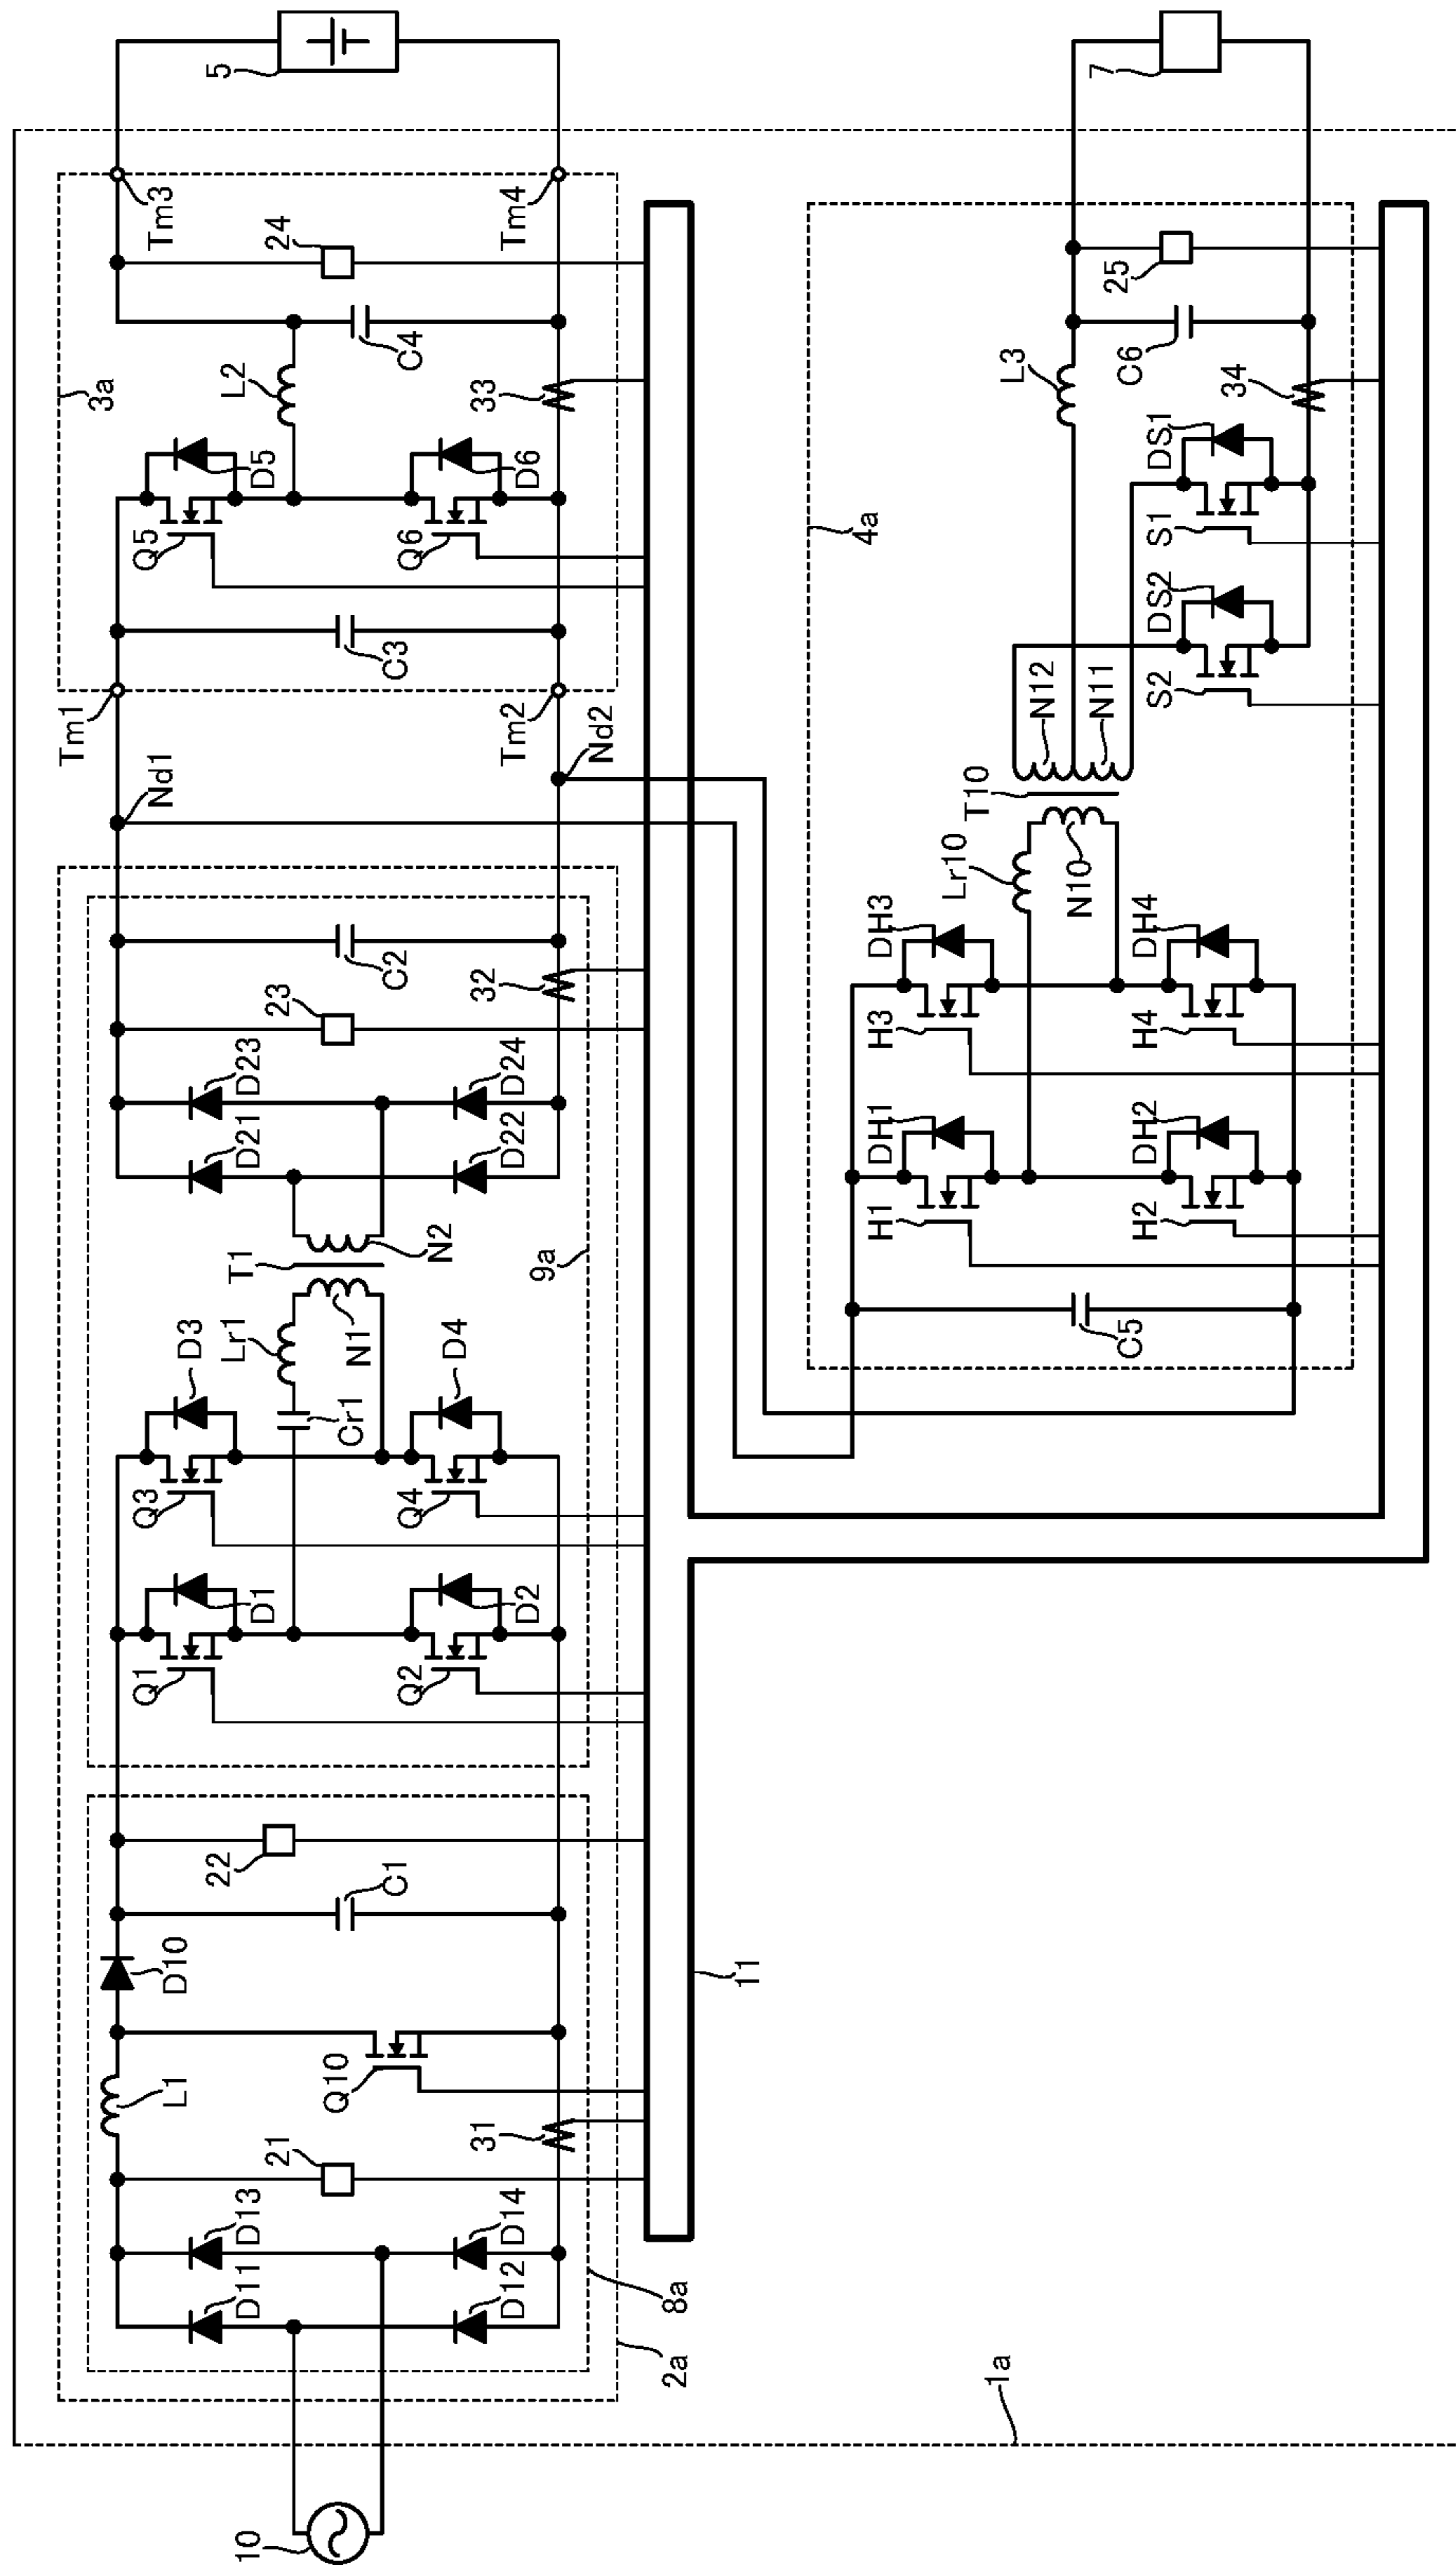 10
2a
8a
D11
D12
D13
D14
21
31
L1
Q10
D10
C1
22
9a
Q1
D1
Q2
D2
Q3
D3
Q4
D4
Cr1
Lr1
N1
T1
N2
D21
D22
D23
D24
23
32
C2
Nd1
Nd2
Tm1
Tm2
3a
C3
Q5
D5
Q6
D6
L2
33
C4
24
Tm3
Tm4
5
11
1a
4a
C5
H1
DH1
H2
DH2
H3
DH3
H4
DH4
Lr10
N10
T10
N12
N11
S2
DS2
S1
DS1
L3
34
C6
25
7